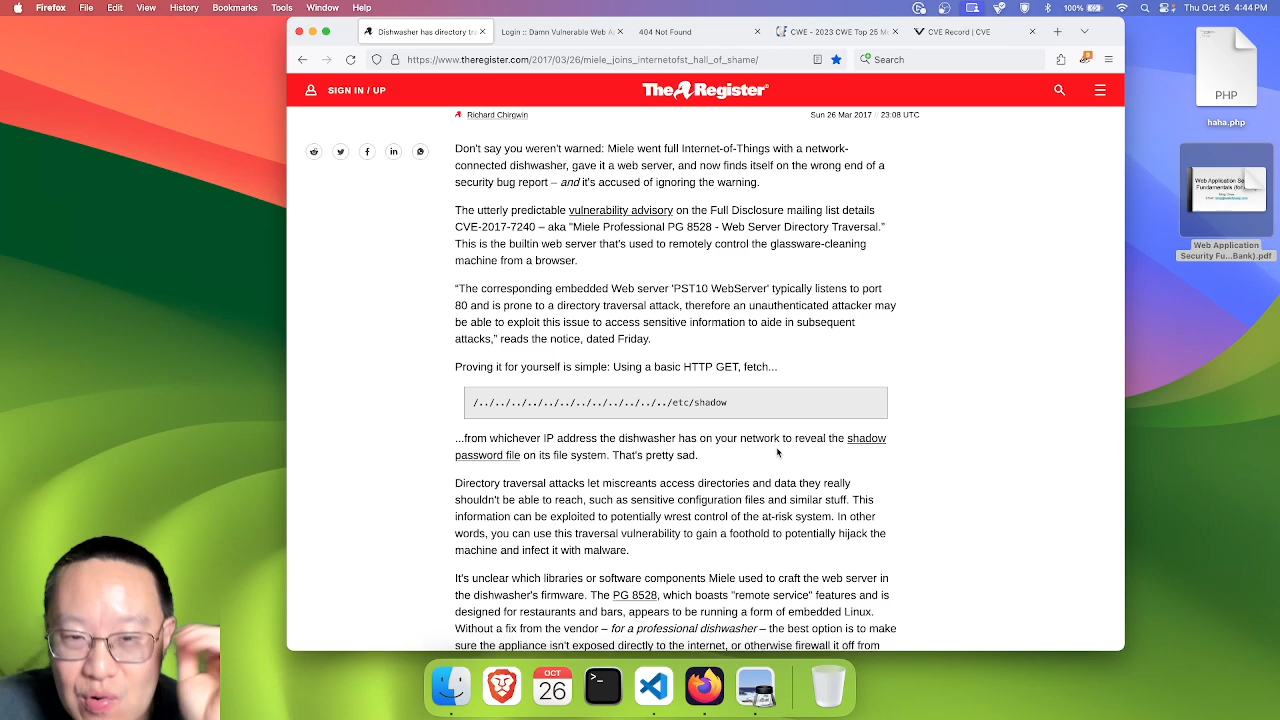 Firefox File Edit View History Bookmarks Tools Window Help
100% Thu Oct 26 4:44 PM
Dishwasher has directory tr
Login :: Damn Vulnerable Web A
404 Not Found
CWE - 2023 CWE Top 25 M
CVE Record | CVE
https://www.theregister.com/2017/03/26/miele_joins_internetofst_hall_of_shame/
Search
SIGN IN / UP
The Register
Richard Chirgwin
Sun 26 Mar 2017 // 23:08 UTC
Don't say you weren't warned: Miele went full Internet-of-Things with a network-
connected dishwasher, gave it a web server, and now finds itself on the wrong end of a
security bug report – and it's accused of ignoring the warning.
The utterly predictable vulnerability advisory on the Full Disclosure mailing list details
CVE-2017-7240 – aka "Miele Professional PG 8528 - Web Server Directory Traversal."
This is the builtin web server that's used to remotely control the glassware-cleaning
machine from a browser.
“The corresponding embedded Web server 'PST10 WebServer' typically listens to port
80 and is prone to a directory traversal attack, therefore an unauthenticated attacker may
be able to exploit this issue to access sensitive information to aide in subsequent
attacks,” reads the notice, dated Friday.
Proving it for yourself is simple: Using a basic HTTP GET, fetch...
/../../../../../../../../../../../../etc/shadow
...from whichever IP address the dishwasher has on your network to reveal the shadow
password file on its file system. That's pretty sad.
Directory traversal attacks let miscreants access directories and data they really
shouldn't be able to reach, such as sensitive configuration files and similar stuff. This
information can be exploited to potentially wrest control of the at-risk system. In other
words, you can use this traversal vulnerability to gain a foothold to potentially hijack the
machine and infect it with malware.
It's unclear which libraries or software components Miele used to craft the web server in
the dishwasher's firmware. The PG 8528, which boasts "remote service" features and is
designed for restaurants and bars, appears to be running a form of embedded Linux.
Without a fix from the vendor – for a professional dishwasher – the best option is to make
sure the appliance isn't exposed directly to the internet, or otherwise firewall it off from
PHP
haha.php
Web Application
Security Fu...Bank).pdf
OCT
26